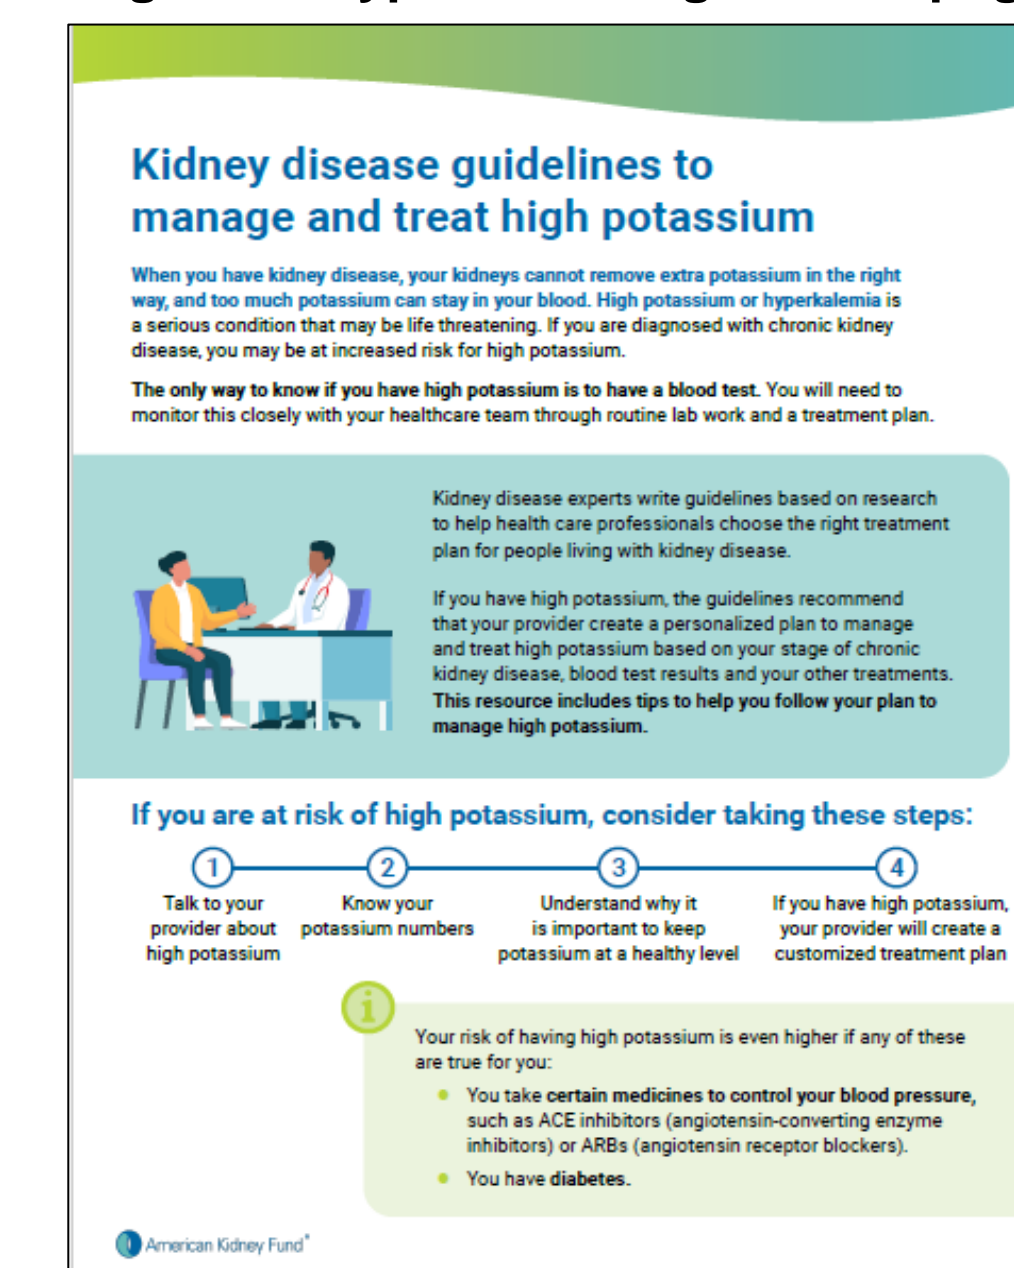 Kidney disease guidelines to
manage and treat high potassium
When you have kidney disease, your kidneys cannot remove extra potassium in the right
way, and too much potassium can stay in your blood. High potassium or hyperkalemia is
a serious condition that may be life threatening. If you are diagnosed with chronic kidney
disease, you may be at increased risk for high potassium.
The only way to know if you have high potassium is to have a blood test. You will need to
monitor this closely with your healthcare team through routine lab work and a treatment plan.
Kidney disease experts write guidelines based on research
to help health care professionals choose the right treatment
plan for people living with kidney disease.
If you have high potassium, the guidelines recommend
that your provider create a personalized plan to manage
and treat high potassium based on your stage of chronic
kidney disease, blood test results and your other treatments.
This resource includes tips to help you follow your plan to
manage high potassium.
If you are at risk of high potassium, consider taking these steps:
1
Talk to your
provider about
high potassium
2
Know your
potassium numbers
3
Understand why it
is important to keep
potassium at a healthy level
4
If you have high potassium,
your provider will create a
customized treatment plan
i
Your risk of having high potassium is even higher if any of these
are true for you:
• You take certain medicines to control your blood pressure,
such as ACE inhibitors (angiotensin-converting enzyme
inhibitors) or ARBs (angiotensin receptor blockers).
• You have diabetes.
American Kidney Fund®